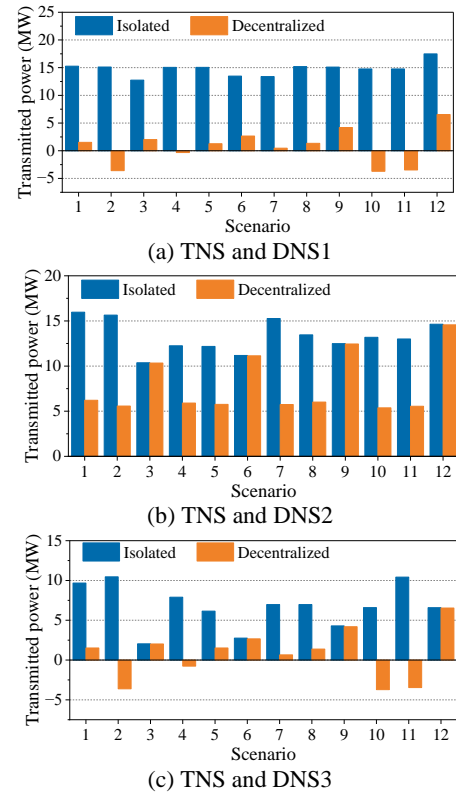 25
20
15
10
5
0
−5
Transmitted power (MW)
Isolated Decentralized
1 2 3 4 5 6 7 8 9 10 11 12
Scenario
(a) TNS and DNS1
20
15
10
5
0
Transmitted power (MW)
Isolated Decentralized
1 2 3 4 5 6 7 8 9 10 11 12
Scenario
(b) TNS and DNS2
15
10
5
0
−5
Transmitted power (MW)
Isolated Decentralized
1 2 3 4 5 6 7 8 9 10 11 12
Scenario
(c) TNS and DNS3